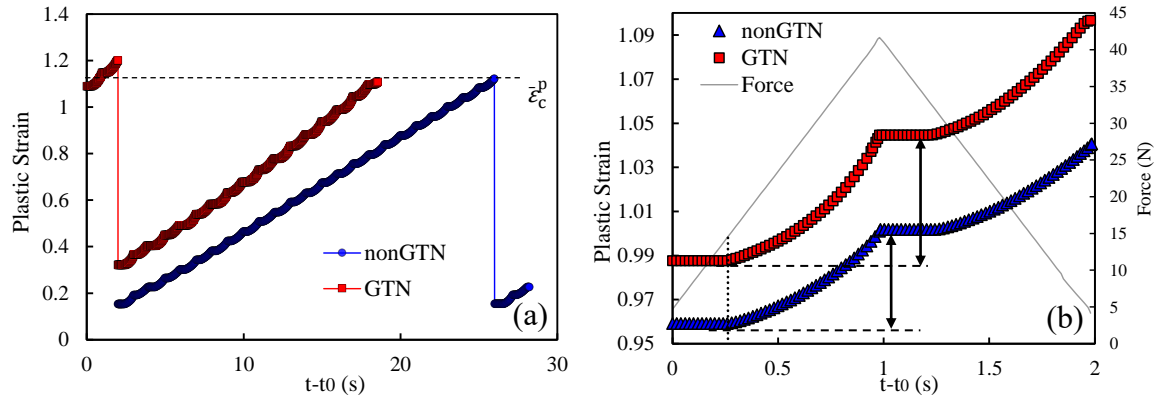 1.4
1.2
1
0.8
0.6
0.4
0.2
0
Plastic Strain
0
10
20
30
t-t0 (s)
ε̄ᵖ_c
nonGTN
GTN
(a)
1.09
1.07
1.05
1.03
1.01
0.99
0.97
0.95
Plastic Strain
nonGTN
GTN
Force
0
0.5
1
1.5
2
t-t0 (s)
45
40
35
30
25
20
15
10
5
0
Force (N)
(b)